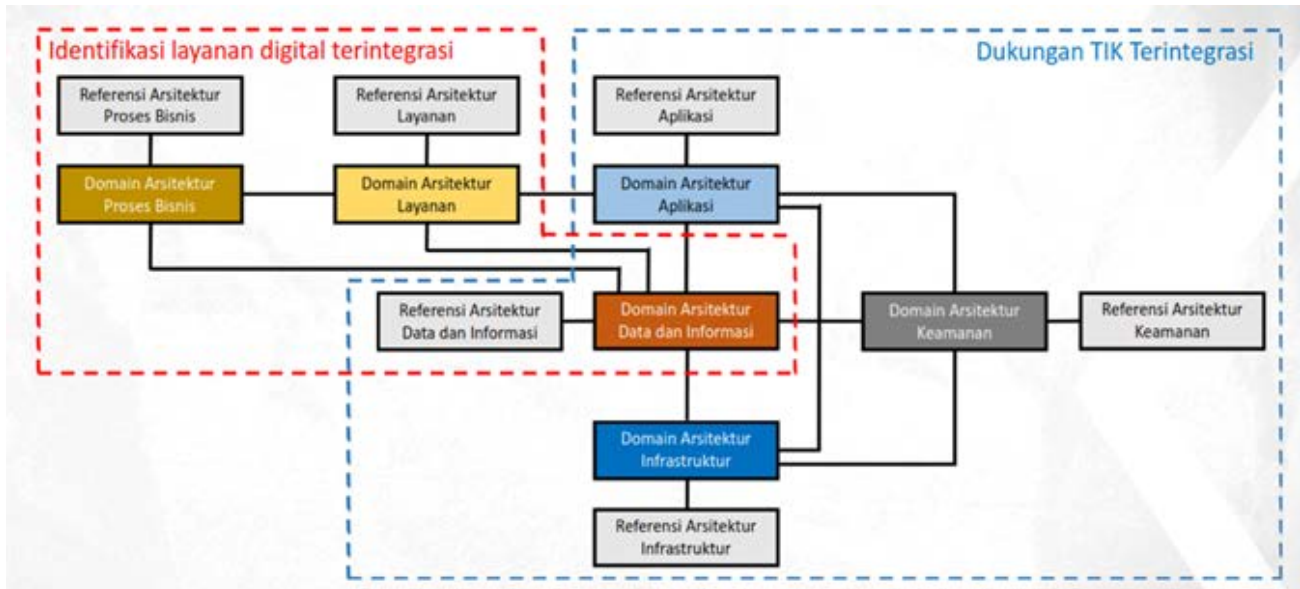 Identifikasi layanan digital terintegrasi
Dukungan TIK Terintegrasi
Referensi Arsitektur
Proses Bisnis
Referensi Arsitektur
Layanan
Referensi Arsitektur
Aplikasi
Domain Arsitektur
Proses Bisnis
Domain Arsitektur
Layanan
Domain Arsitektur
Aplikasi
Referensi Arsitektur
Data dan Informasi
Domain Arsitektur
Data dan Informasi
Domain Arsitektur
Keamanan
Referensi Arsitektur
Keamanan
Domain Arsitektur
Infrastruktur
Referensi Arsitektur
Infrastruktur